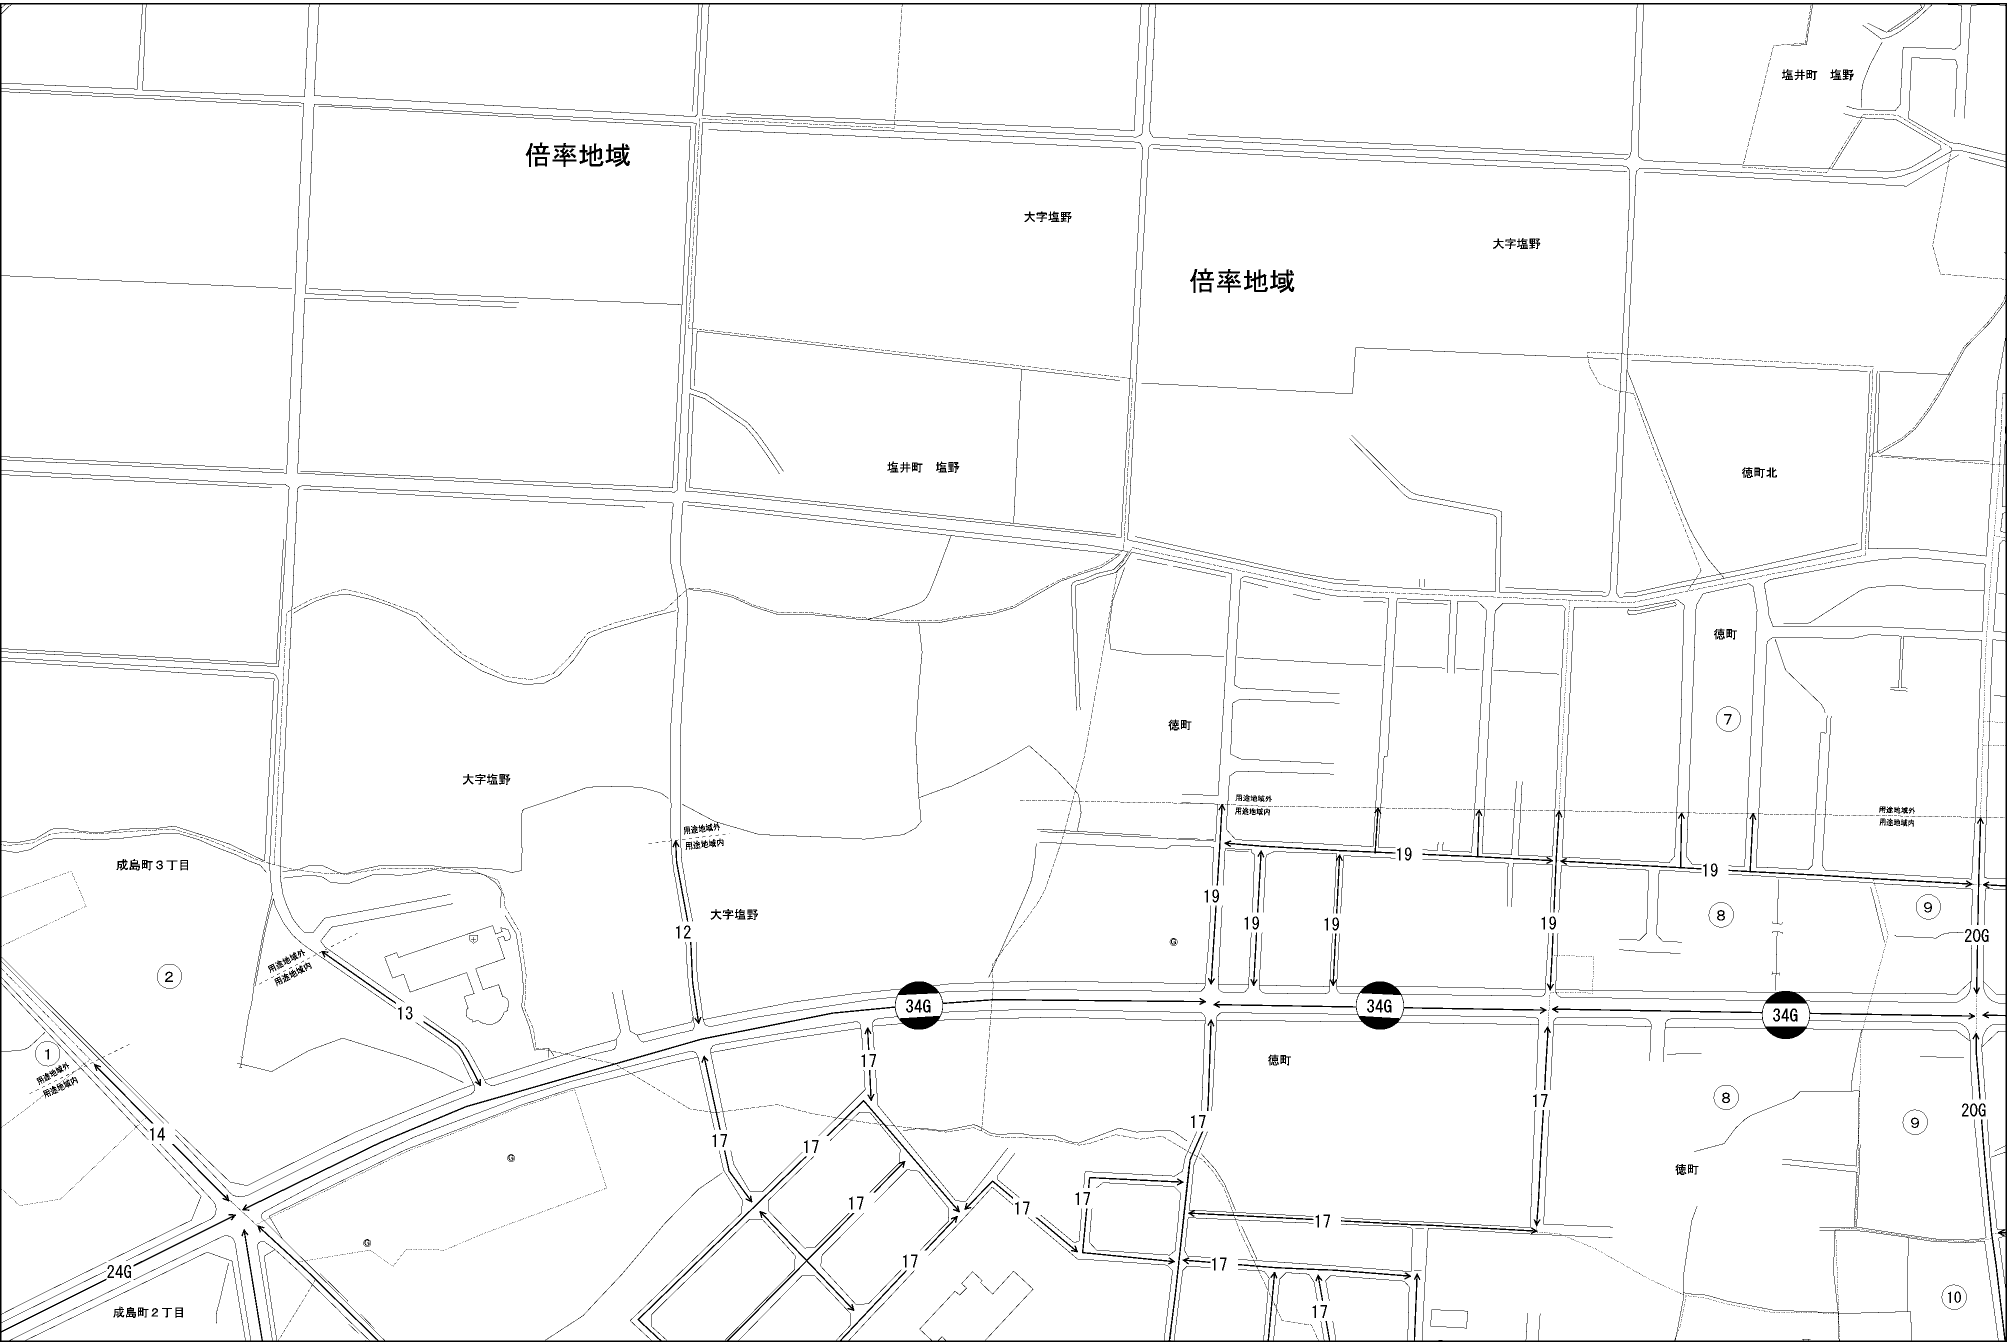 塩井町　塩野
倍率地域
大字塩野
大字塩野
倍率地域
塩井町　塩野
徳町北
徳町
⑦
徳町
大字塩野
用途地域外
用途地域内
用途地域外
用途地域内
用途地域外
用途地域内
成島町３丁目
19
19
19
19
19
19
⑧
⑨
大字塩野
12
20G
②
用途地域外
用途地域内
13
34G
34G
34G
①
用途地域外
用途地域内
17
徳町
14
17
17
17
17
17
⑧
20G
⑨
徳町
17
17
17
17
17
17
24G
成島町２丁目
17
⑩